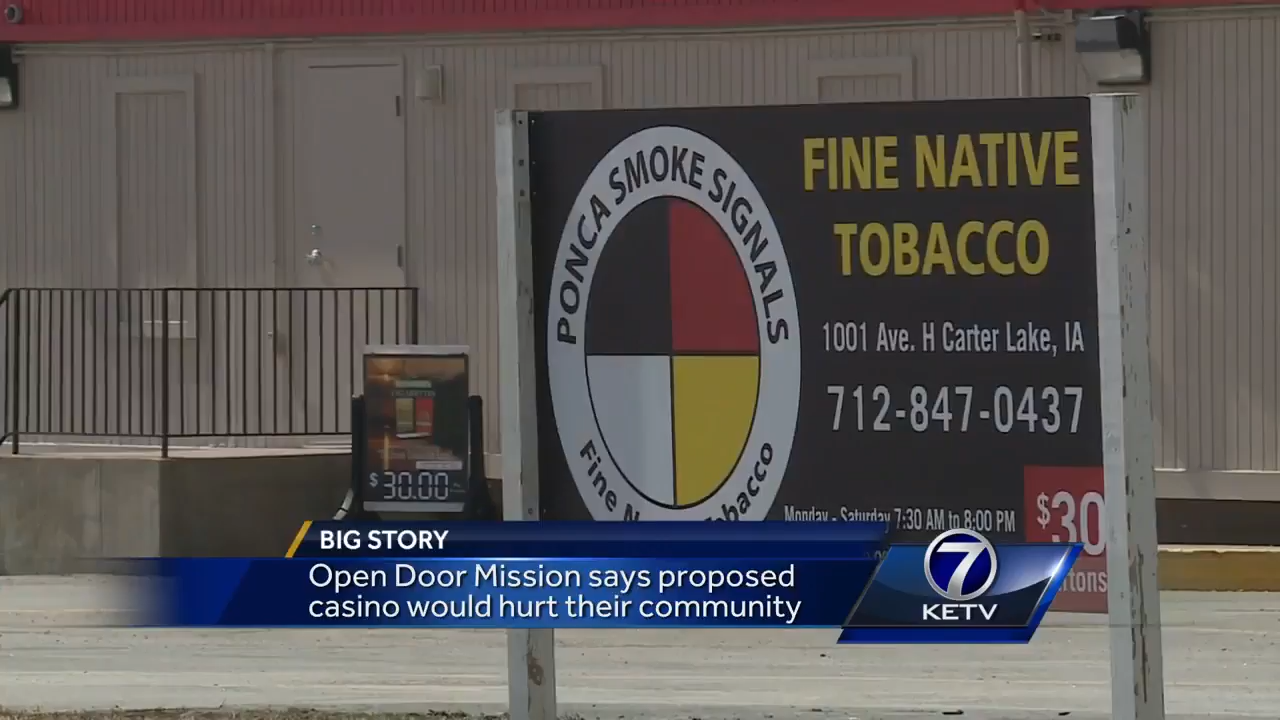 PONCA SMOKE SIGNALS
Fine N Tobacco
FINE NATIVE
TOBACCO
1001 Ave. H Carter Lake, IA
712-847-0437
Monday - Saturday 7:30 AM to 8:00 PM
$30
$30.00
BIG STORY
Open Door Mission says proposed
casino would hurt their community
7
KETV